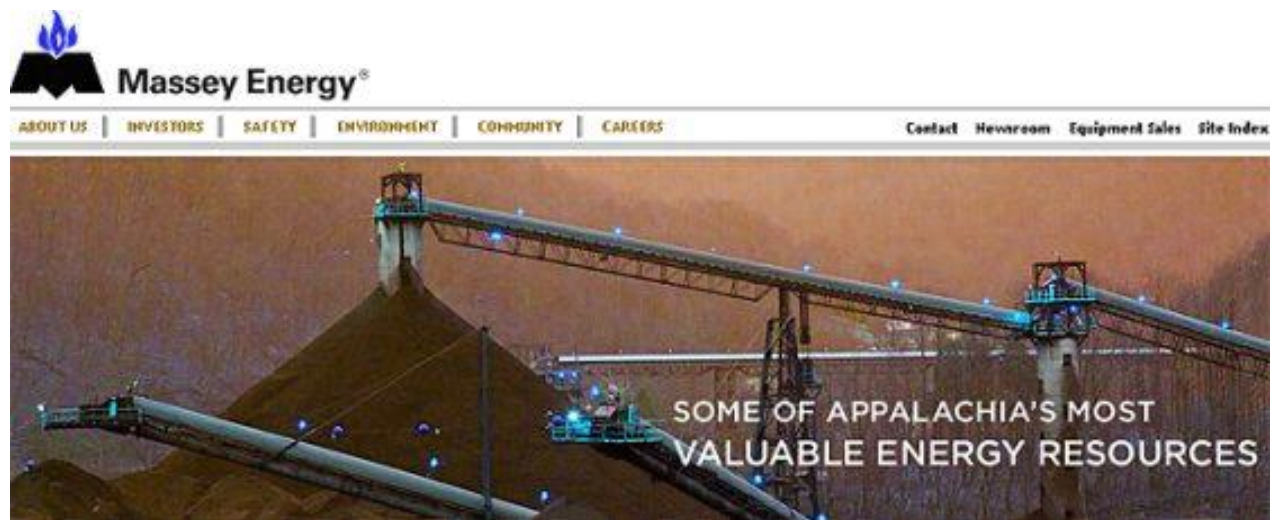 Massey Energy®
ABOUT US INVESTORS SAFETY ENVIRONMENT COMMUNITY CAREERS Contact Newsroom Equipment Sales Site Index
SOME OF APPALACHIA'S MOST
VALUABLE ENERGY RESOURCES